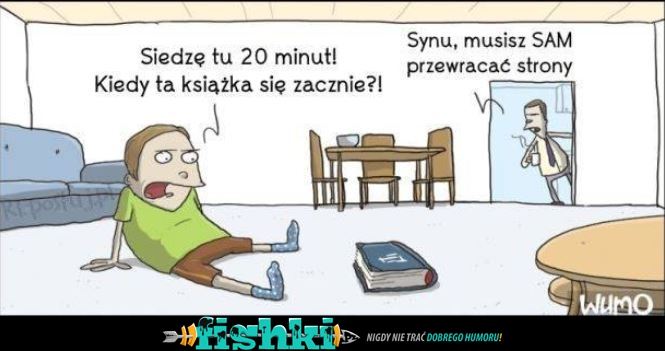 Siedzę tu 20 minut!
Kiedy ta książka się zacznie?!
Synu, musisz SAM
przewracać strony
WUMO
fishki
NIGDY NIE TRAĆ DOBREGO HUMORU!